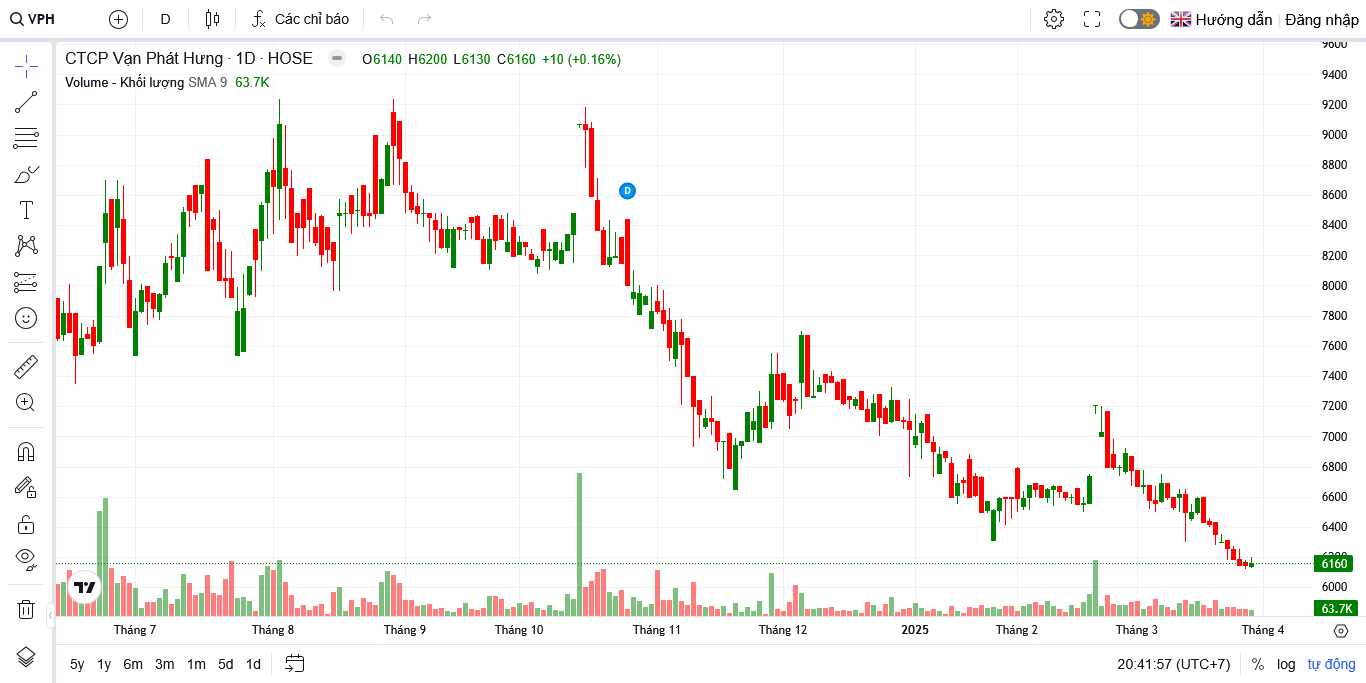 VPH D Các chỉ báo Hướng dẫn Đăng nhập
CTCP Vạn Phát Hưng · 1D · HOSE O6140 H6200 L6130 C6160 +10 (+0.16%)
Volume - Khối lượng SMA 9 63.7K
9600
9400
9200
9000
8800
8600
D
8400
8200
8000
7800
7600
7400
7200
7000
6800
6600
6400
6200
6160
6000
63.7K
Tháng 7 Tháng 8 Tháng 9 Tháng 10 Tháng 11 Tháng 12 2025 Tháng 2 Tháng 3 Tháng 4
5y 1y 6m 3m 1m 5d 1d 20:41:57 (UTC+7) % log tự động